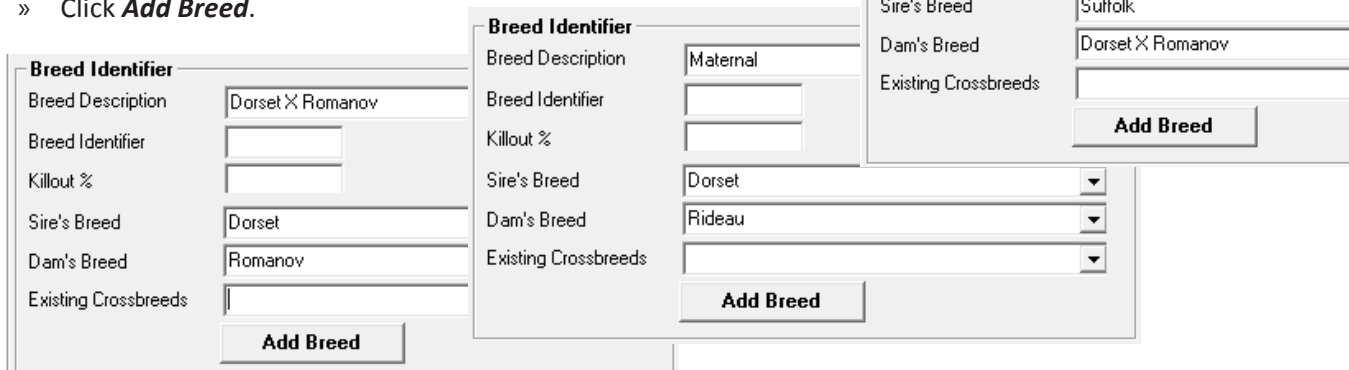 » Click Add Breed.
Breed Identifier
Breed Description Dorset X Romanov
Breed Identifier
Killout %
Sire's Breed Dorset
Dam's Breed Romanov
Existing Crossbreeds
Add Breed
Breed Identifier
Breed Description Maternal
Breed Identifier
Killout %
Sire's Breed Dorset
Dam's Breed Rideau
Existing Crossbreeds
Add Breed
Sire's Breed Suffolk
Dam's Breed Dorset X Romanov
Existing Crossbreeds
Add Breed